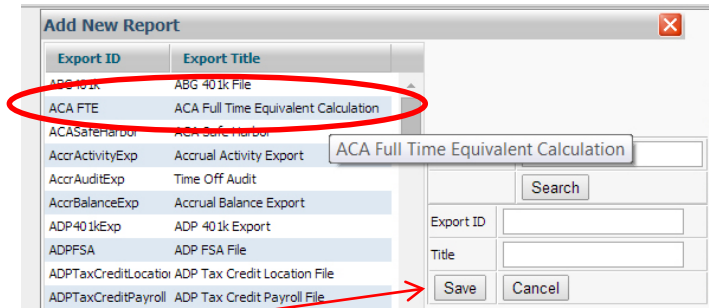 Add New Report
Export ID Export Title
ABG401k ABG 401k File
ACA FTE ACA Full Time Equivalent Calculation
ACASafeHarbor ACA Safe Harbor
ACA Full Time Equivalent Calculation
AccrActivityExp Accrual Activity Export
AccrAuditExp Time Off Audit
Search
AccrBalanceExp Accrual Balance Export
ADP401kExp ADP 401k Export
Export ID
ADPFSA ADP FSA File
Title
ADPTaxCreditLocation ADP Tax Credit Location File
Save Cancel
ADPTaxCreditPayroll ADP Tax Credit Payroll File